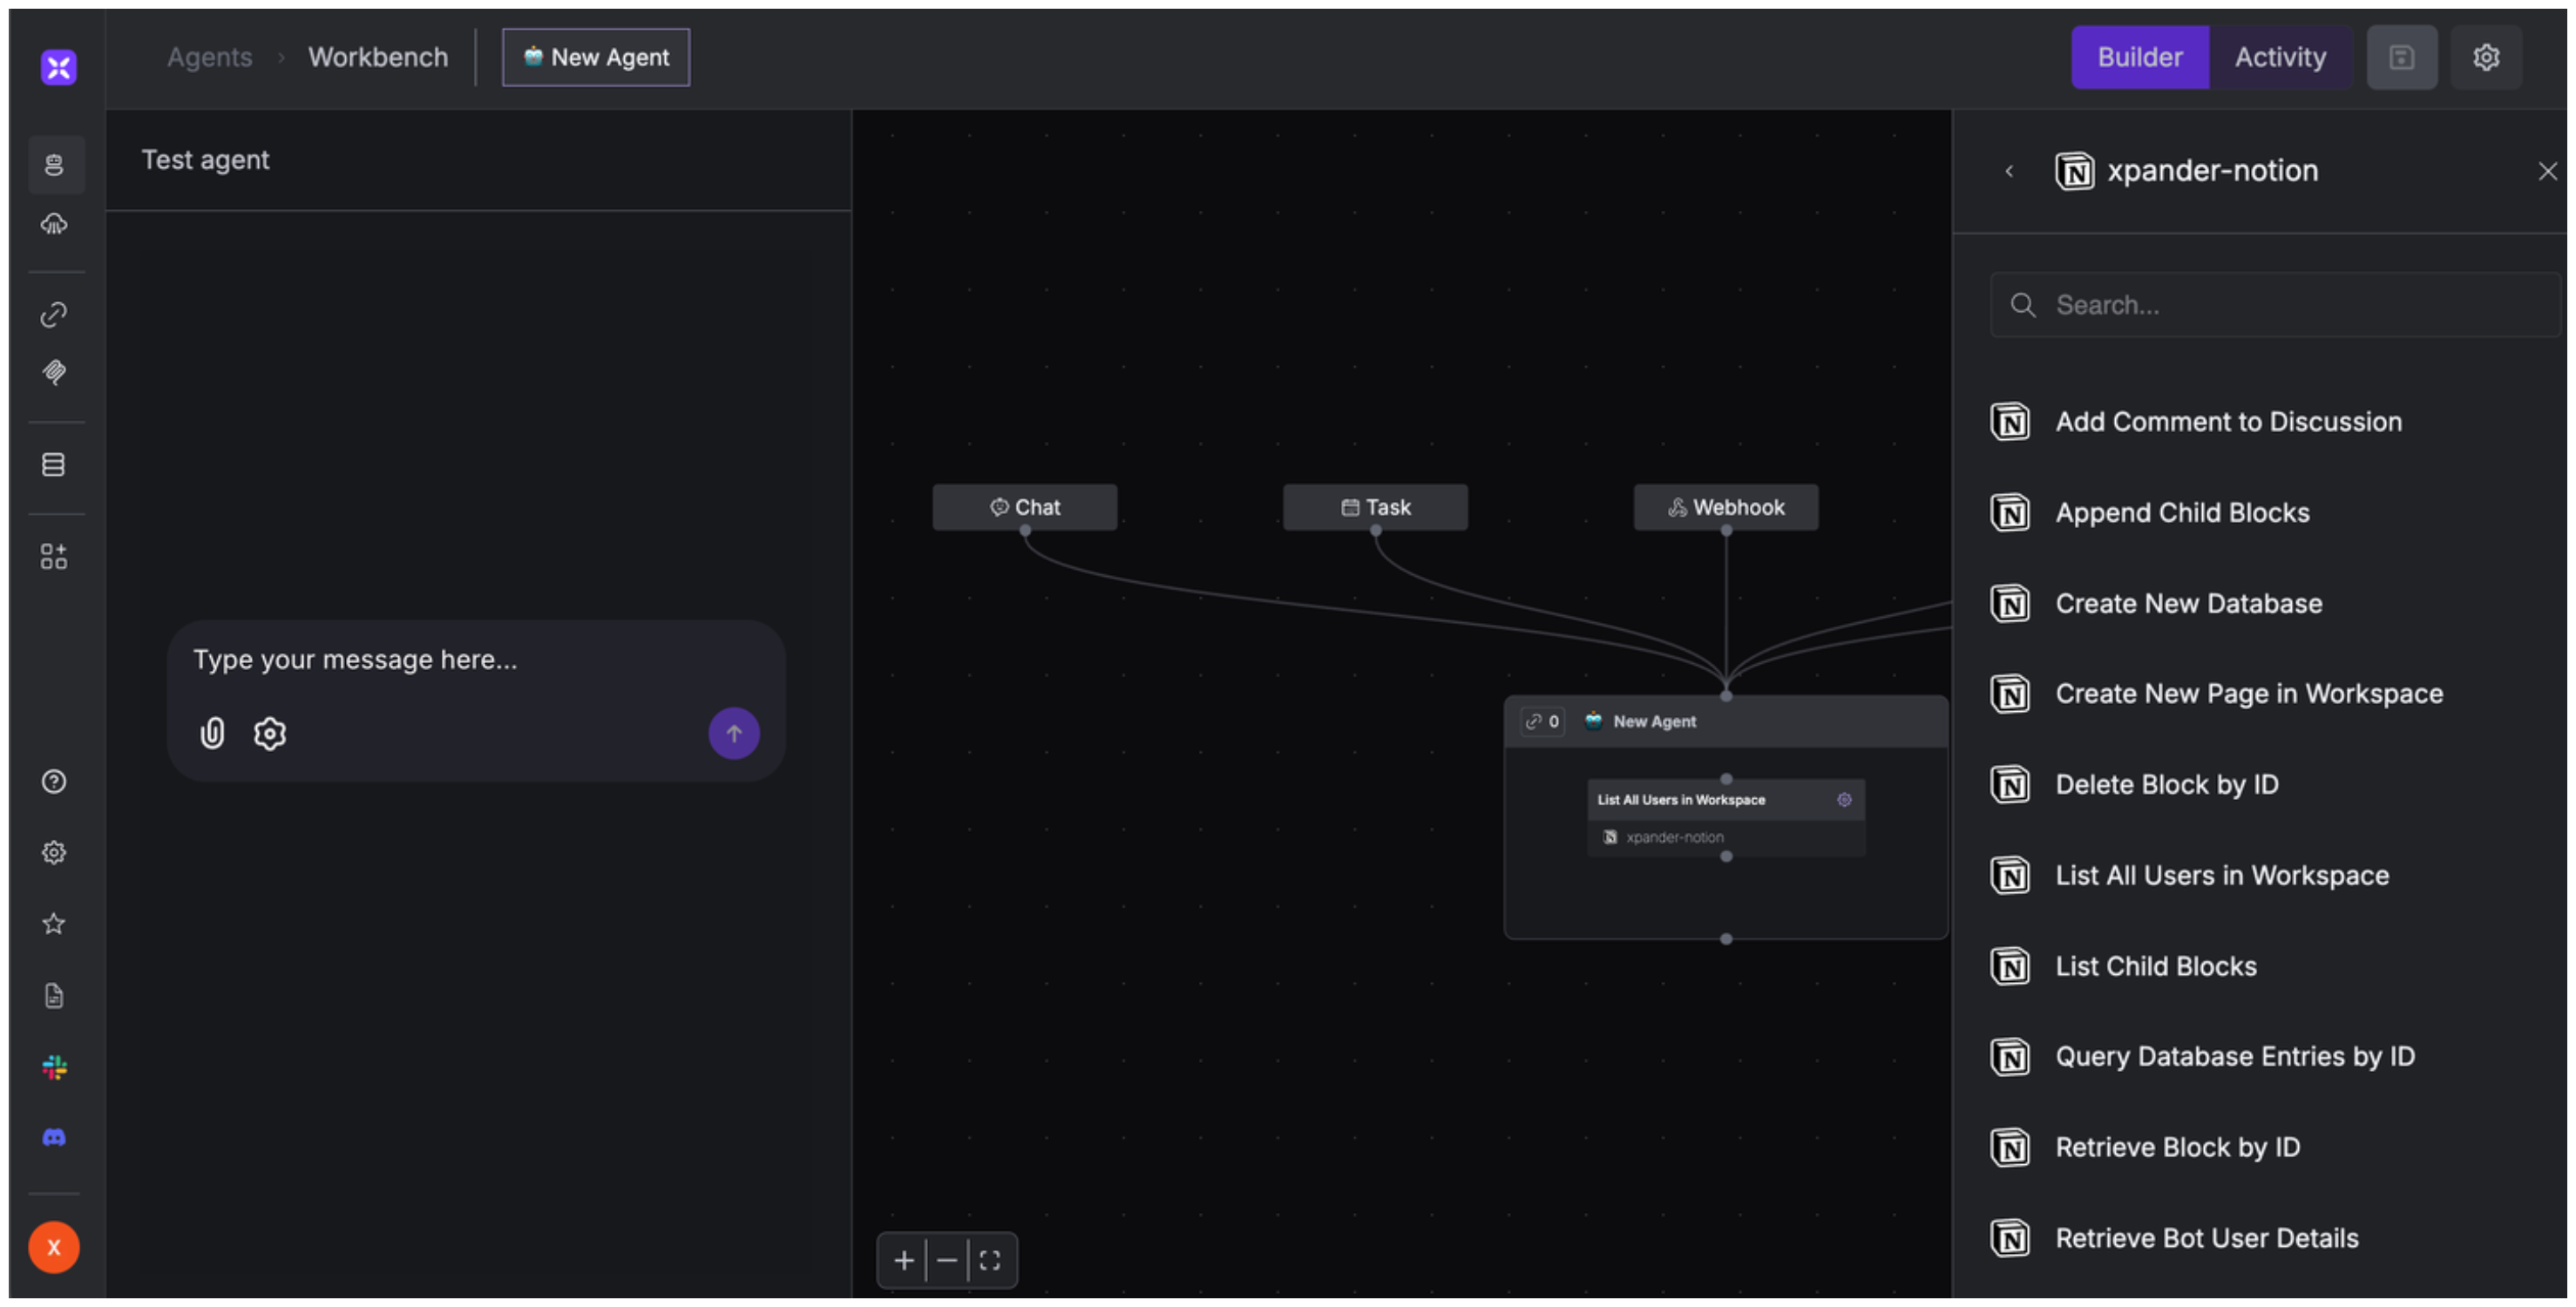 Agents › Workbench
New Agent
Builder
Activity
Test agent
Type your message here...
Chat
Task
Webhook
0
New Agent
List All Users in Workspace
xpander-notion
xpander-notion
Search...
Add Comment to Discussion
Append Child Blocks
Create New Database
Create New Page in Workspace
Delete Block by ID
List All Users in Workspace
List Child Blocks
Query Database Entries by ID
Retrieve Block by ID
Retrieve Bot User Details
X